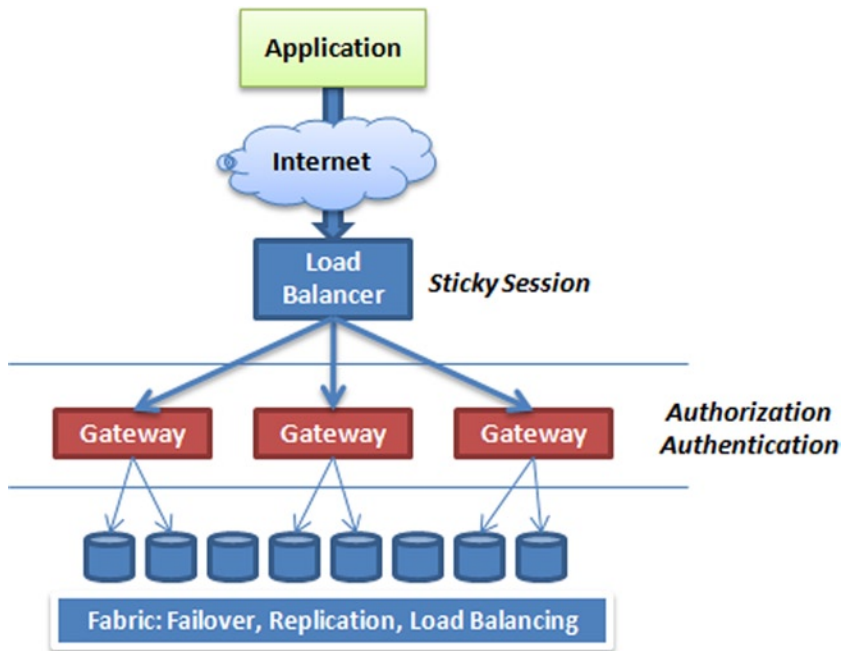 Application
Internet
Load
Balancer
Sticky Session
Gateway
Gateway
Gateway
Authorization
Authentication
Fabric: Failover, Replication, Load Balancing